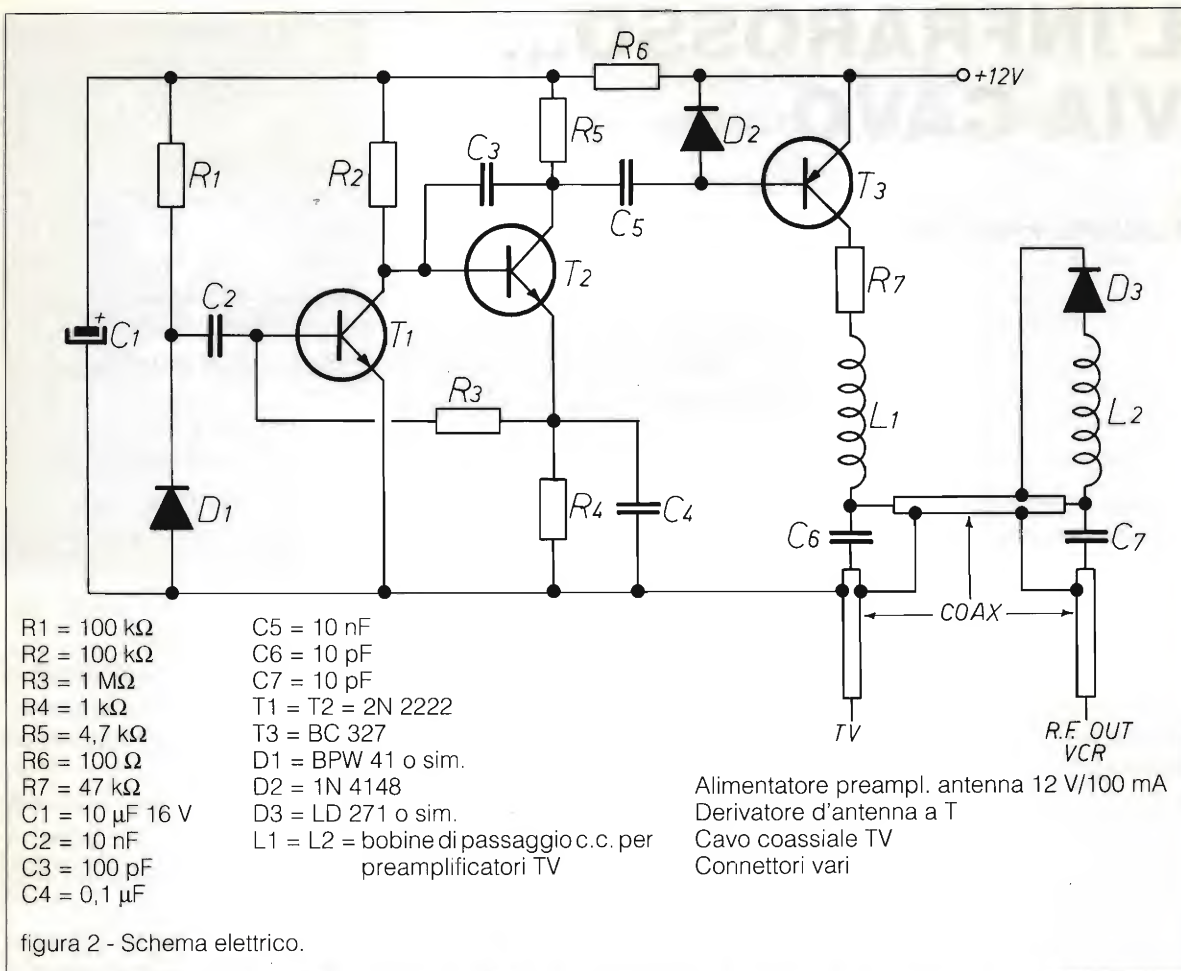 L'INFRAROSSO ...
VIA CAVO
R6
+12V
R1
R2
C3
R5
D2
C5
T3
C2
T2
R7
D3
C1
+
T1
R3
L1
L2
D1
R4
C4
C6
C7
COAX
TV
R.F. OUT
VCR
R1 = 100 kΩ
R2 = 100 kΩ
R3 = 1 MΩ
R4 = 1 kΩ
R5 = 4,7 kΩ
R6 = 100 Ω
R7 = 47 kΩ
C1 = 10 µF 16 V
C2 = 10 nF
C3 = 100 pF
C4 = 0,1 µF
C5 = 10 nF
C6 = 10 pF
C7 = 10 pF
T1 = T2 = 2N 2222
T3 = BC 327
D1 = BPW 41 o sim.
D2 = 1N 4148
D3 = LD 271 o sim.
L1 = L2 = bobine di passaggio c.c. per
preamplificatori TV
Alimentatore preampl. antenna 12 V/100 mA
Derivatore d'antenna a T
Cavo coassiale TV
Connettori vari
figura 2 - Schema elettrico.